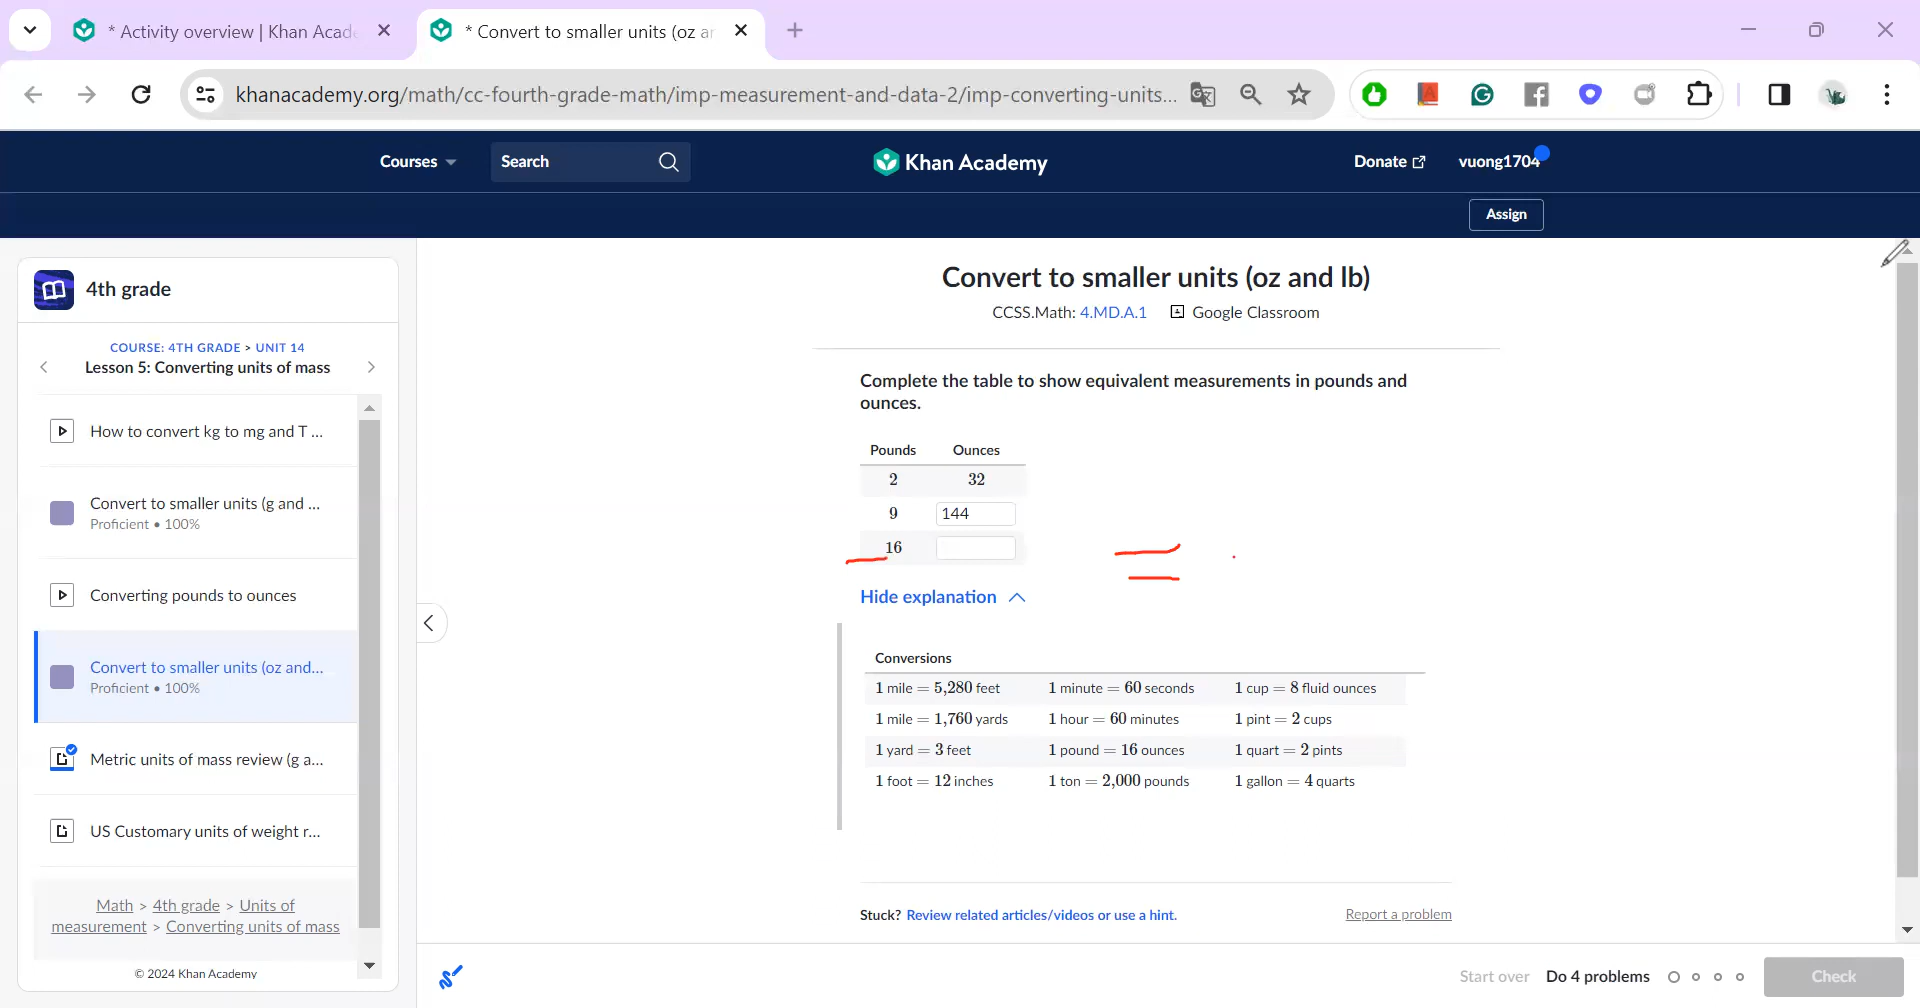 * Activity overview | Khan Acade
* Convert to smaller units (oz an
khanacademy.org/math/cc-fourth-grade-math/imp-measurement-and-data-2/imp-converting-units...
Courses
Search
Khan Academy
Donate
vuong1704
Assign
4th grade
COURSE: 4TH GRADE > UNIT 14
Lesson 5: Converting units of mass
How to convert kg to mg and T ...
Convert to smaller units (g and ...
Proficient • 100%
Converting pounds to ounces
Convert to smaller units (oz and...
Proficient • 100%
Metric units of mass review (g a...
US Customary units of weight r...
Math > 4th grade > Units of
measurement > Converting units of mass
© 2024 Khan Academy
Convert to smaller units (oz and lb)
CCSS.Math: 4.MD.A.1 Google Classroom
Complete the table to show equivalent measurements in pounds and
ounces.
Pounds Ounces
2 32
9 144
16
Hide explanation
Conversions
1 mile = 5,280 feet 1 minute = 60 seconds 1 cup = 8 fluid ounces
1 mile = 1,760 yards 1 hour = 60 minutes 1 pint = 2 cups
1 yard = 3 feet 1 pound = 16 ounces 1 quart = 2 pints
1 foot = 12 inches 1 ton = 2,000 pounds 1 gallon = 4 quarts
Stuck? Review related articles/videos or use a hint.
Report a problem
Start over
Do 4 problems
Check